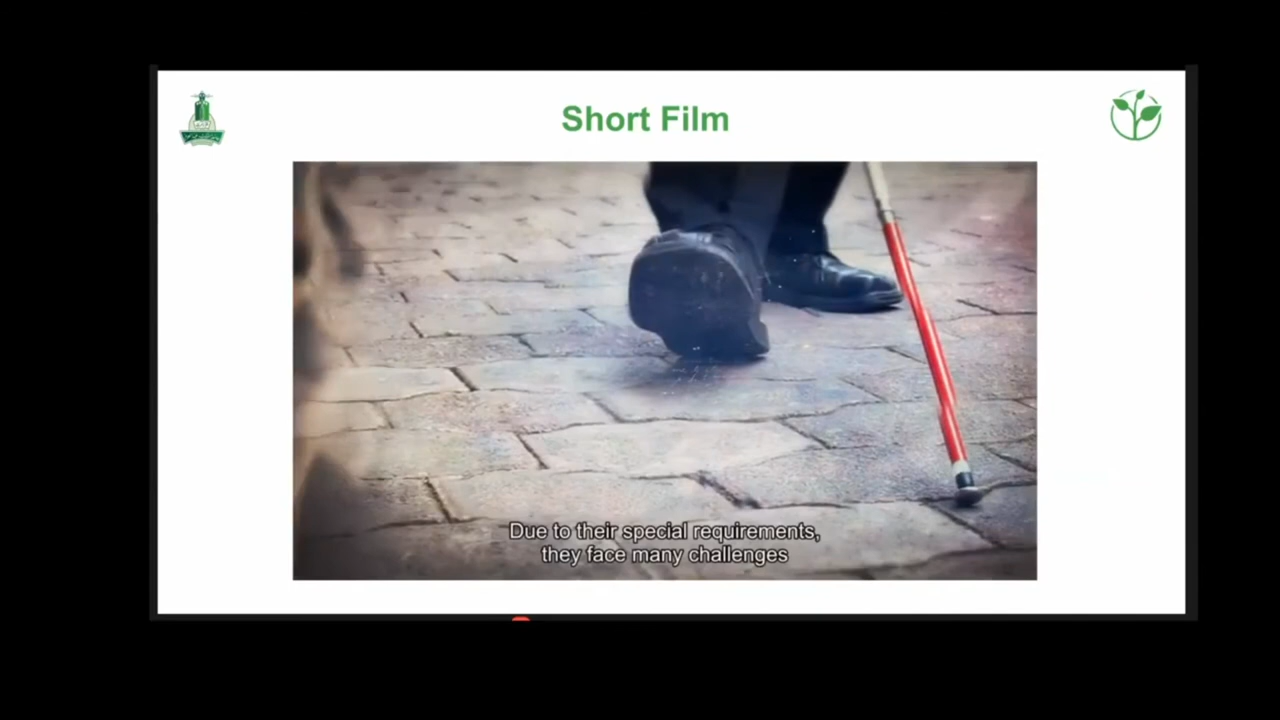 Short Film
Due to their special requirements,
they face many challenges